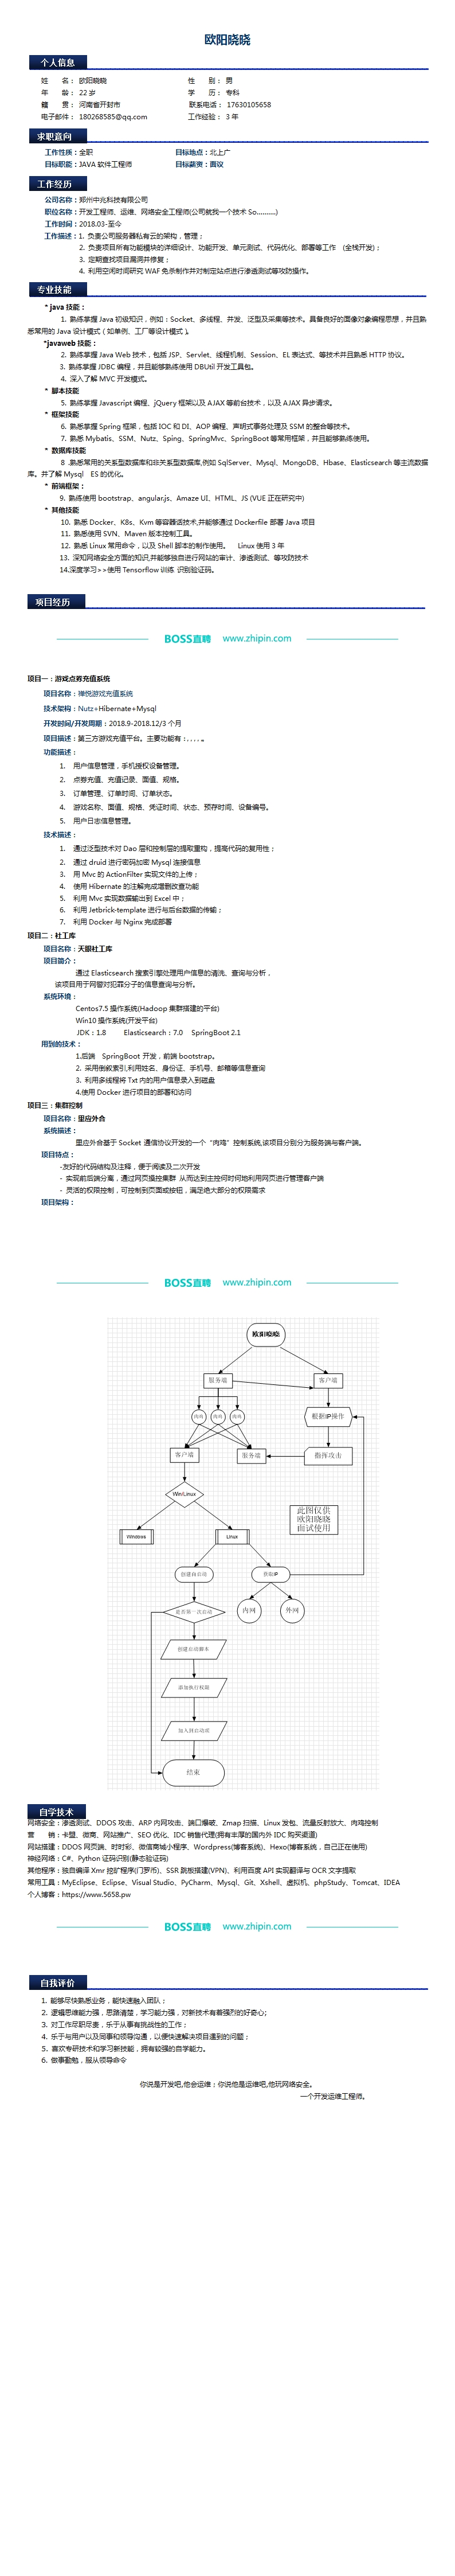 欧阳晓晓
个人信息
姓 名： 欧阳晓晓 性 别： 男
年 龄： 22 岁 学 历： 专科
籍 贯： 河南省开封市 联系电话： 17630105658
电子邮件： 180268585@qq.com 工作经验： 3 年
求职意向
工作性质：全职 目标地点：北上广
目标职能：JAVA 软件工程师 目标薪资：面议
工作经历
公司名称：郑州中兆科技有限公司
职位名称：开发工程师、运维、网络安全工程师(公司就我一个技术 So.........)
工作时间：2018.03-至今
工作描述：1. 负责公司服务器私有云的架构，管理；
2. 负责项目所有功能模块的详细设计、功能开发、单元测试、代码优化、部署等工作 (全栈开发)；
3. 定期查找项目漏洞并修复；
4. 利用空闲时间研究 WAF 免杀制作并对制定站点进行渗透测试等攻防操作。
专业技能
* java 技能：
1. 熟练掌握 Java 初级知识，例如：Socket、多线程、并发、泛型及采集等技术。具备良好的面像对象编程思想，并且熟
悉常用的 Java 设计模式（如单例、工厂等设计模式）。
*javaweb 技能：
2. 熟练掌握 Java Web 技术，包括 JSP、Servlet、线程机制、Session、EL 表达式、等技术并且熟悉 HTTP 协议。
3. 熟练掌握 JDBC 编程，并且能够熟练使用 DBUtil 开发工具包。
4. 深入了解 MVC 开发模式。
* 脚本技能
5. 熟练掌握 Javascript 编程、jQuery 框架以及 AJAX 等前台技术，以及 AJAX 异步请求。
* 框架技能
6. 熟悉掌握 Spring 框架，包括 IOC 和 DI、AOP 编程、声明式事务处理及 SSM 的整合等技术。
7. 熟悉 Mybatis、SSM、Nutz、Sping、SpringMvc、SpringBoot 等常用框架，并且能够熟练使用。
* 数据库技能
8 .熟悉常用的关系型数据库和非关系型数据库,例如 SqlServer、Mysql、MongoDB、Hbase、Elasticsearch 等主流数据
库。并了解 Mysql ES 的优化。
* 前端框架：
9. 熟练使用 bootstrap、angular.js、Amaze UI、HTML、JS (VUE 正在研究中)
* 其他技能
10. 熟悉 Docker、K8s、Kvm 等容器话技术,并能够通过 Dockerfile 部署 Java 项目
11. 熟悉使用 SVN、Maven 版本控制工具。
12. 熟悉 Linux 常用命令，以及 Shell 脚本的制作使用。 Linux 使用 3 年
13. 深知网络安全方面的知识,并能够独自进行网站的审计、渗透测试、等攻防技术
14.深度学习>>使用 Tensorflow 训练 识别验证码。
项目经历
BOSS直聘 www.zhipin.com
项目一：游戏点券充值系统
项目名称：禅悦游戏充值系统
技术架构：Nutz+Hibernate+Mysql
开发时间/开发周期：2018.9-2018.12/3 个月
项目描述：第三方游戏充值平台。主要功能有：. . . . 。
功能描述：
1. 用户信息管理，手机授权设备管理。
2. 点券充值、充值记录、面值、规格。
3. 订单管理、订单时间、订单状态。
4. 游戏名称、面值、规格、凭证时间、状态、预存时间、设备编号。
5. 用户日志信息管理。
技术描述：
1. 通过泛型技术对 Dao 层和控制层的提取重构，提高代码的复用性；
2. 通过 druid 进行密码加密 Mysql 连接信息
3. 用 Mvc 的 ActionFilter 实现文件的上传；
4. 使用 Hibernate 的注解完成增删改查功能
5. 利用 Mvc 实现数据输出到 Excel 中；
6. 利用 Jetbrick-template 进行与后台数据的传输；
7. 利用 Docker 与 Nginx 完成部署
项目二：社工库
项目名称：天眼社工库
项目简介：
通过 Elasticsearch 搜索引擎处理用户信息的清洗、查询与分析，
该项目用于网警对犯罪分子的信息查询与分析。
系统环境：
Centos7.5 操作系统(Hadoop 集群搭建的平台)
Win10 操作系统(开发平台)
JDK：1.8 Elasticsearch：7.0 SpringBoot 2.1
用到的技术：
1.后端 SpringBoot 开发，前端 bootstrap。
2. 采用倒叙索引,利用姓名、身份证、手机号、邮箱等信息查询
3. 利用多线程将 Txt 内的用户信息录入到磁盘
4.使用 Docker 进行项目的部署和访问
项目三：集群控制
项目名称：里应外合
系统描述：
里应外合基于 Socket 通信协议开发的一个 “肉鸡” 控制系统,该项目分别分为服务端与客户端。
项目特点：
-友好的代码结构及注释，便于阅读及二次开发
- 实现前后端分离，通过网页操控集群 从而达到主控何时何地利用网页进行管理客户端
- 灵活的权限控制，可控制到页面或按钮，满足绝大部分的权限需求
项目架构：
BOSS直聘 www.zhipin.com
欧阳晓晓
服务端 客户端
肉鸡 肉鸡 肉鸡 根据IP操作
客户端 服务端 指挥攻击
Win/Linux
此图仅供
欧阳晓晓
面试使用
Windows Linux
创建自启动 获取IP
是否第一次启动 内网 外网
创建启动脚本
添加执行权限
加入到启动项
结束
自学技术
网络安全：渗透测试、DDOS 攻击、ARP 内网攻击、端口爆破、Zmap 扫描、Linux 发包、流量反射放大、肉鸡控制
营 销：卡盟、微商、网站推广、SEO 优化、IDC 销售代理(拥有丰厚的国内外 IDC 购买渠道)
网站搭建：DDOS 网页端、时时彩、微信商城小程序、Wordpress(博客系统)、Hexo(博客系统，自己正在使用)
神经网络：C#、Python 证码识别(静态验证码)
其他程序：独自编译 Xmr 挖矿程序(门罗币)、SSR 跳板搭建(VPN)、利用百度 API 实现翻译与 OCR 文字提取
常用工具：MyEclipse、Eclipse、Visual Studio、PyCharm、Mysql、Git、Xshell、虚拟机、phpStudy、Tomcat、IDEA
个人博客：https://www.5658.pw
BOSS直聘 www.zhipin.com
自我评价
1. 能够尽快熟悉业务，能快速融入团队；
2. 逻辑思维能力强，思路清楚，学习能力强，对新技术有着强烈的好奇心；
3. 对工作尽职尽责，乐于从事有挑战性的工作；
4. 乐于与用户以及同事和领导沟通，以便快速解决项目遇到的问题；
5. 喜欢专研技术和学习新技能，拥有较强的自学能力。
6. 做事勤勉，服从领导命令
你说是开发吧,他会运维；你说他是运维吧,他玩网络安全。
一个开发运维工程师。